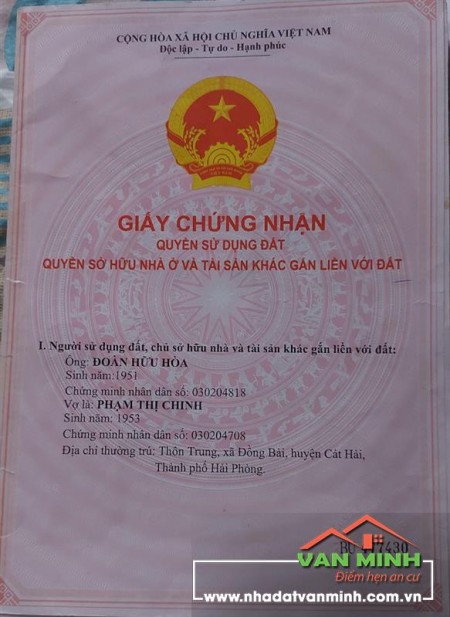 CỘNG HÒA XÃ HỘI CHỦ NGHĨA VIỆT NAM
Độc lập - Tự do - Hạnh phúc
VIỆT NAM
GIẤY CHỨNG NHẬN
QUYỀN SỬ DỤNG ĐẤT
QUYỀN SỞ HỮU NHÀ Ở VÀ TÀI SẢN KHÁC GẮN LIỀN VỚI ĐẤT
I. Người sử dụng đất, chủ sở hữu nhà và tài sản khác gắn liền với đất:
Ông: ĐOÀN HỮU HÒA
Sinh năm:1951
Chứng minh nhân dân số: 030204818
Vợ là: PHẠM THỊ CHINH
Sinh năm: 1953
Chứng minh nhân dân số: 030204708
Địa chỉ thường trú: Thôn Trung, xã Đồng Bài, huyện Cát Hải,
Thành phố Hải Phòng.
BU
VAN MINH
Điểm hẹn an cư
www.nhadatvanminh.com.vn